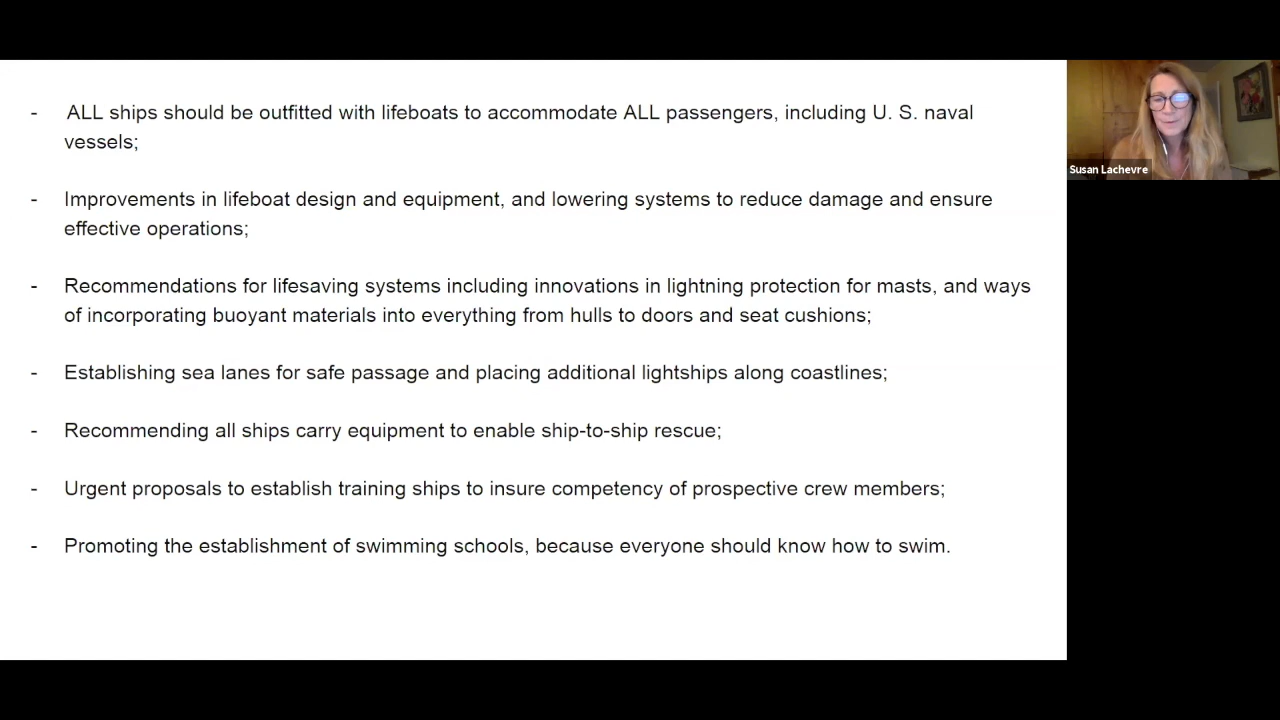 - ALL ships should be outfitted with lifeboats to accommodate ALL passengers, including U. S. naval
vessels;
- Improvements in lifeboat design and equipment, and lowering systems to reduce damage and ensure
effective operations;
- Recommendations for lifesaving systems including innovations in lightning protection for masts, and ways
of incorporating buoyant materials into everything from hulls to doors and seat cushions;
- Establishing sea lanes for safe passage and placing additional lightships along coastlines;
- Recommending all ships carry equipment to enable ship-to-ship rescue;
- Urgent proposals to establish training ships to insure competency of prospective crew members;
- Promoting the establishment of swimming schools, because everyone should know how to swim.
Susan Lachevre